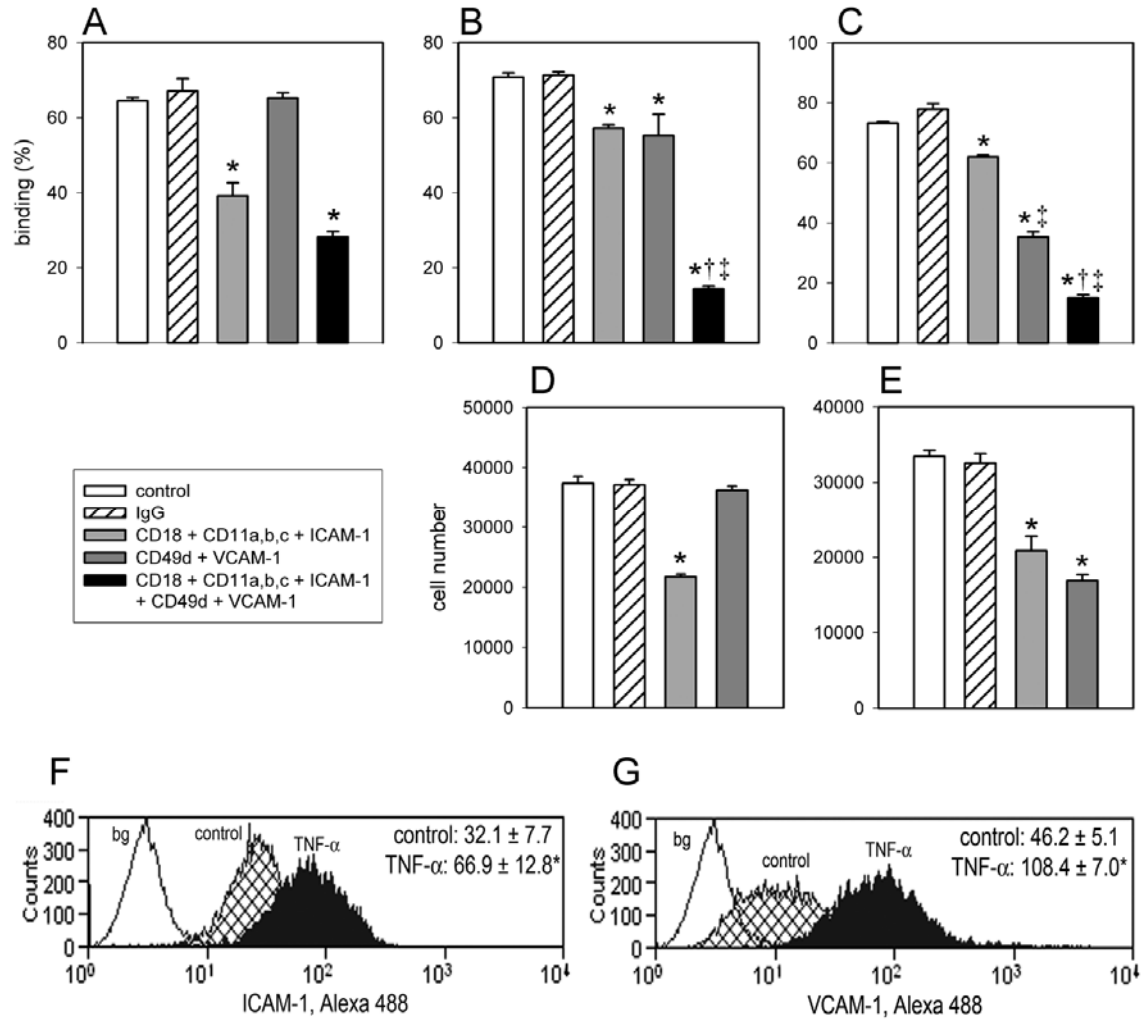 A
B
C
80
60
40
20
0
binding (%)
*
*
80
60
40
20
0
*
*
*†‡
100
80
60
40
20
0
*
*‡
*†‡
D
E
control
IgG
CD18 + CD11a,b,c + ICAM-1
CD49d + VCAM-1
CD18 + CD11a,b,c + ICAM-1
+ CD49d + VCAM-1
50000
40000
30000
20000
10000
0
cell number
*
40000
30000
20000
10000
0
*
*
F
400
300
200
100
0
Counts
bg
control
TNF-α
control: 32.1 ± 7.7
TNF-α: 66.9 ± 12.8*
10⁰ 10¹ 10² 10³ 10⁴
ICAM-1, Alexa 488
G
400
300
200
100
0
Counts
bg
control
TNF-α
control: 46.2 ± 5.1
TNF-α: 108.4 ± 7.0*
10⁰ 10¹ 10² 10³ 10⁴
VCAM-1, Alexa 488